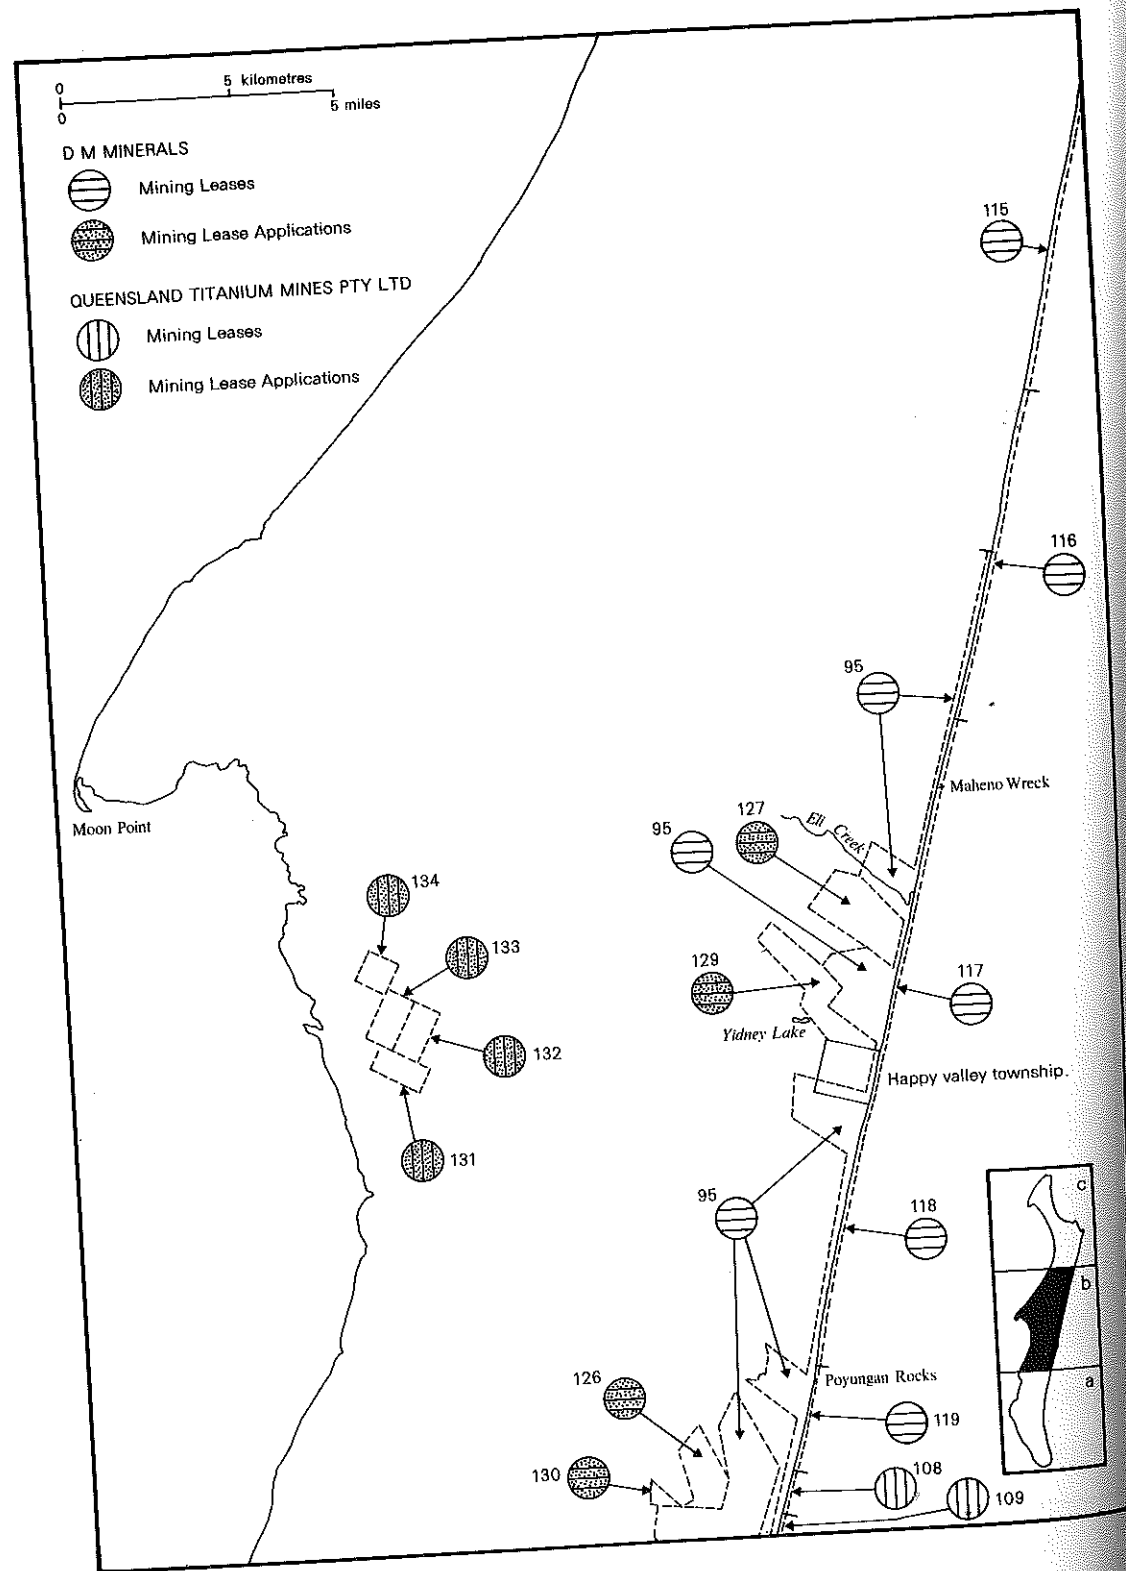 0 5 kilometres
0 5 miles
D M MINERALS
Mining Leases
Mining Lease Applications
QUEENSLAND TITANIUM MINES PTY LTD
Mining Leases
Mining Lease Applications
115
116
95
Maheno Wreck
Moon Point
127
Eli Creek
95
134
133
129
117
Yidney Lake
132
Happy valley township.
131
95
118
c
b
a
Poyungan Rocks
126
119
130
108
109